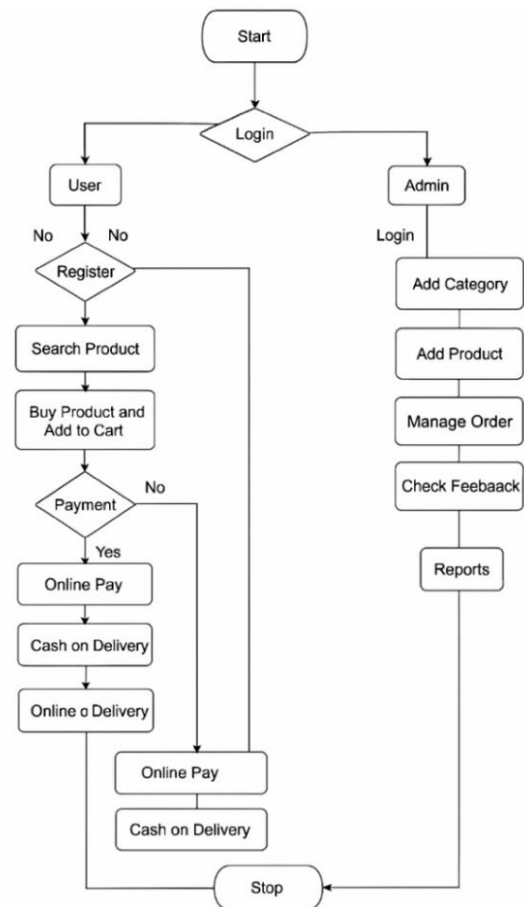 Start
Login
User
Admin
No
No
Login
Register
Add Category
Search Product
Add Product
Buy Product and
Add to Cart
Manage Order
Payment
No
Check Feebaack
Yes
Online Pay
Reports
Cash on Delivery
Online α Delivery
Online Pay
Cash on Delivery
Stop